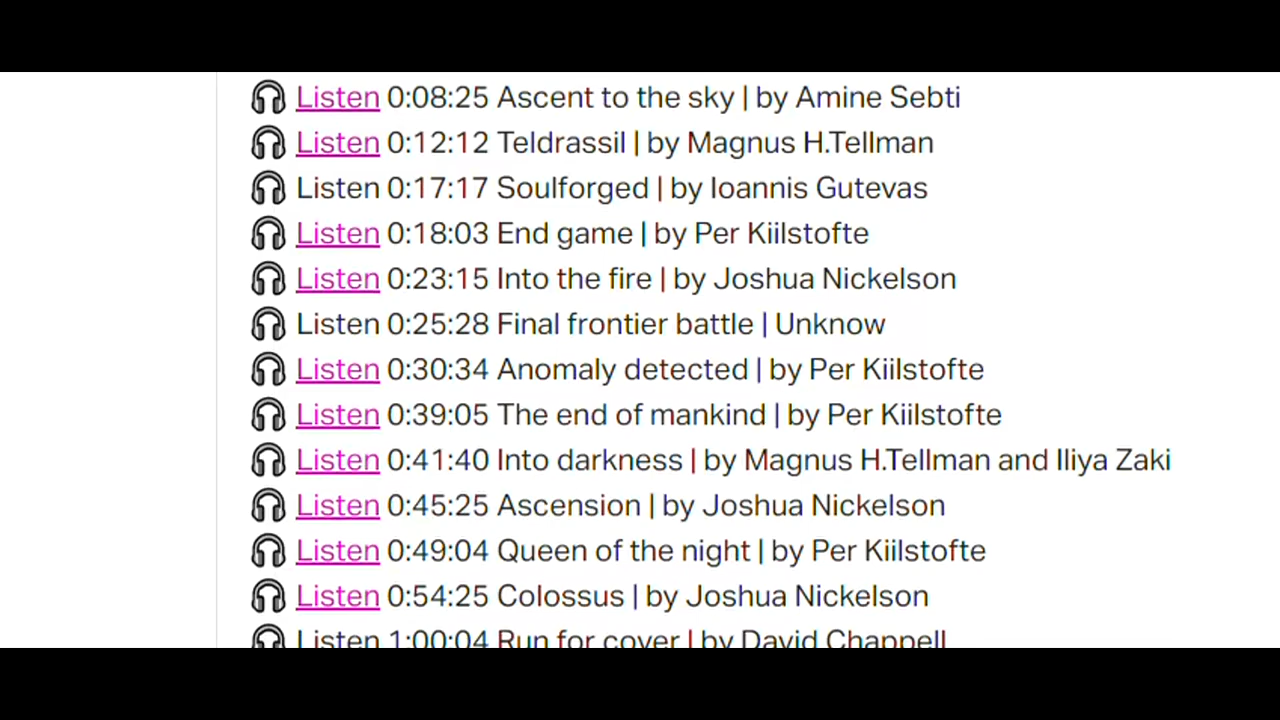 Listen 0:08:25 Ascent to the sky | by Amine Sebti
Listen 0:12:12 Teldrassil | by Magnus H.Tellman
Listen 0:17:17 Soulforged | by Ioannis Gutevas
Listen 0:18:03 End game | by Per Kiilstofte
Listen 0:23:15 Into the fire | by Joshua Nickelson
Listen 0:25:28 Final frontier battle | Unknow
Listen 0:30:34 Anomaly detected | by Per Kiilstofte
Listen 0:39:05 The end of mankind | by Per Kiilstofte
Listen 0:41:40 Into darkness | by Magnus H.Tellman and Iliya Zaki
Listen 0:45:25 Ascension | by Joshua Nickelson
Listen 0:49:04 Queen of the night | by Per Kiilstofte
Listen 0:54:25 Colossus | by Joshua Nickelson
Listen 1:00:04 Run for cover | by David Chappell